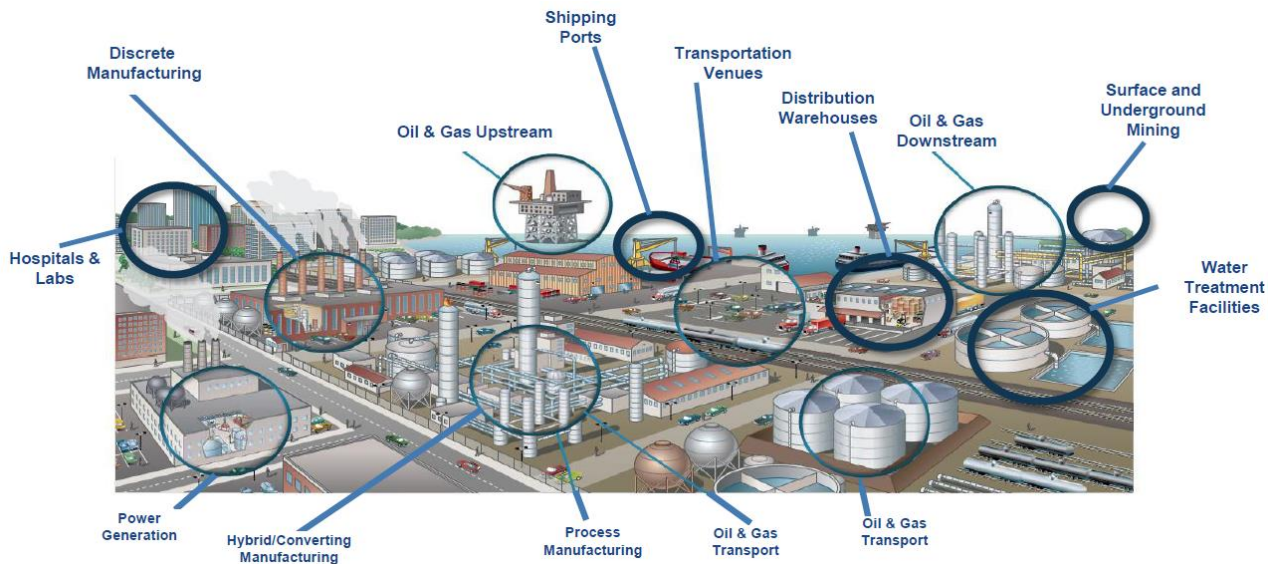 Shipping
Ports
Discrete
Manufacturing
Transportation
Venues
Distribution
Warehouses
Surface and
Underground
Mining
Oil & Gas Upstream
Oil & Gas
Downstream
Hospitals &
Labs
Water
Treatment
Facilities
Power
Generation
Hybrid/Converting
Manufacturing
Process
Manufacturing
Oil & Gas
Transport
Oil & Gas
Transport